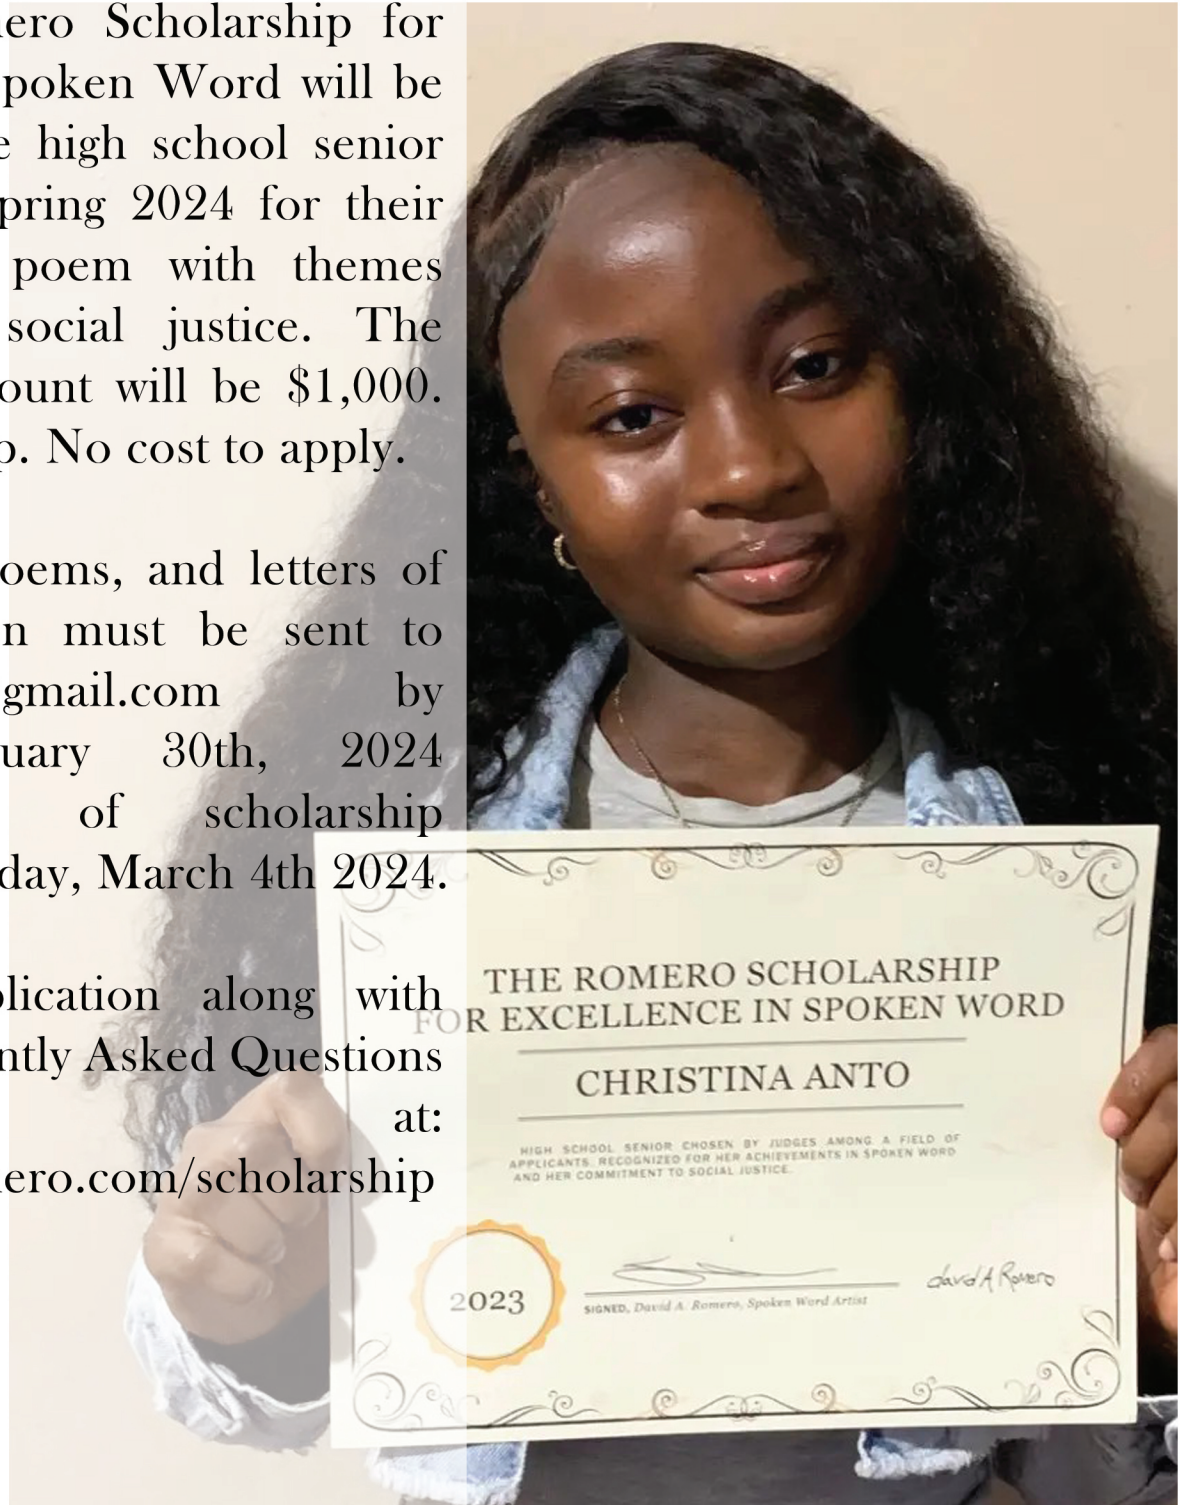 ero Scholarship for
poken Word will be
e high school senior
pring 2024 for their
poem with themes
social justice. The
ount will be $1,000.
p. No cost to apply.
oems, and letters of
n must be sent to
gmail.com by
uary 30th, 2024
of scholarship
day, March 4th 2024.
lication along with
ntly Asked Questions
at:
ero.com/scholarship
THE ROMERO SCHOLARSHIP
FOR EXCELLENCE IN SPOKEN WORD
CHRISTINA ANTO
HIGH SCHOOL SENIOR CHOSEN BY JUDGES AMONG A FIELD OF
APPLICANTS. RECOGNIZED FOR HER ACHIEVEMENTS IN SPOKEN WORD
AND HER COMMITMENT TO SOCIAL JUSTICE.
2023
David A Romero
SIGNED, David A. Romero, Spoken Word Artist